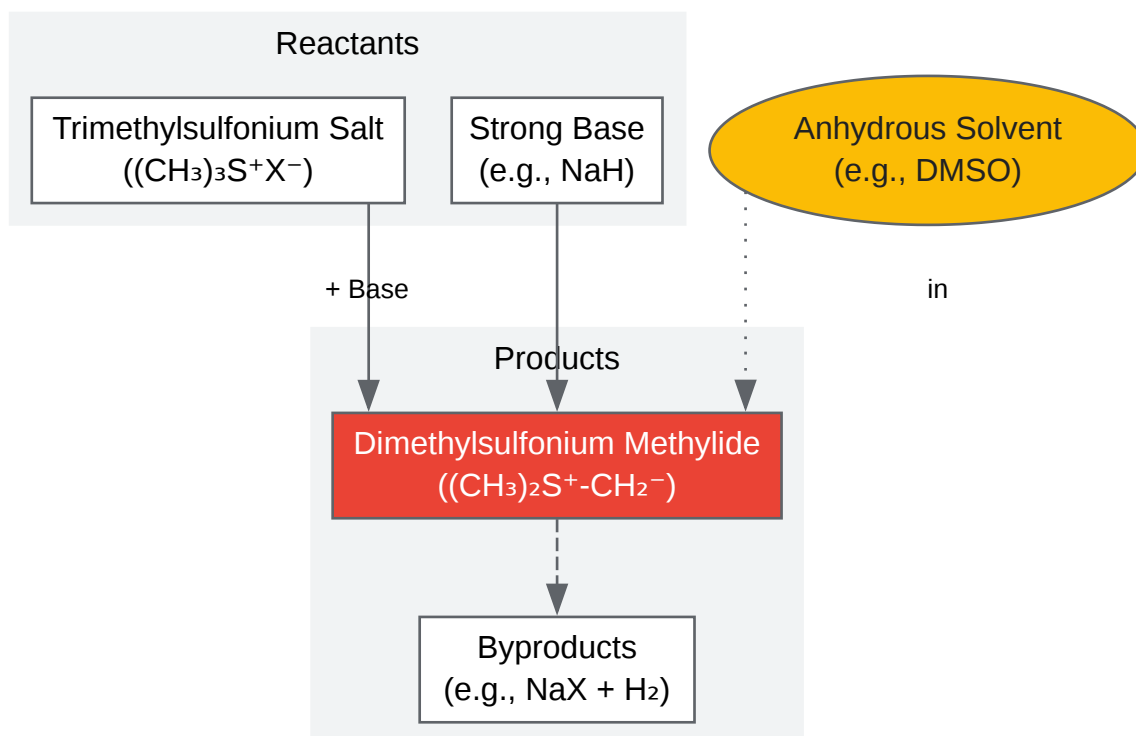 Reactants
Trimethylsulfonium Salt
((CH₃)₃S⁺X⁻)
Strong Base
(e.g., NaH)
Anhydrous Solvent
(e.g., DMSO)
+ Base
in
Products
Dimethylsulfonium Methylide
((CH₃)₂S⁺-CH₂⁻)
Byproducts
(e.g., NaX + H₂)